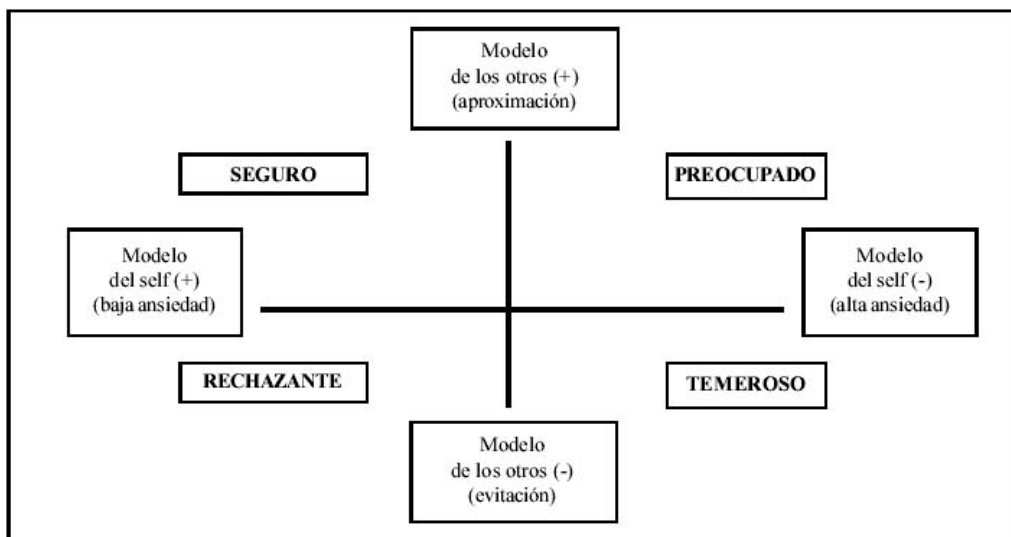 Modelo
de los otros (+)
(aproximación)
SEGURO
PREOCUPADO
Modelo
del self (+)
(baja ansiedad)
Modelo
del self (-)
(alta ansiedad)
RECHAZANTE
TEMEROSO
Modelo
de los otros (-)
(evitación)